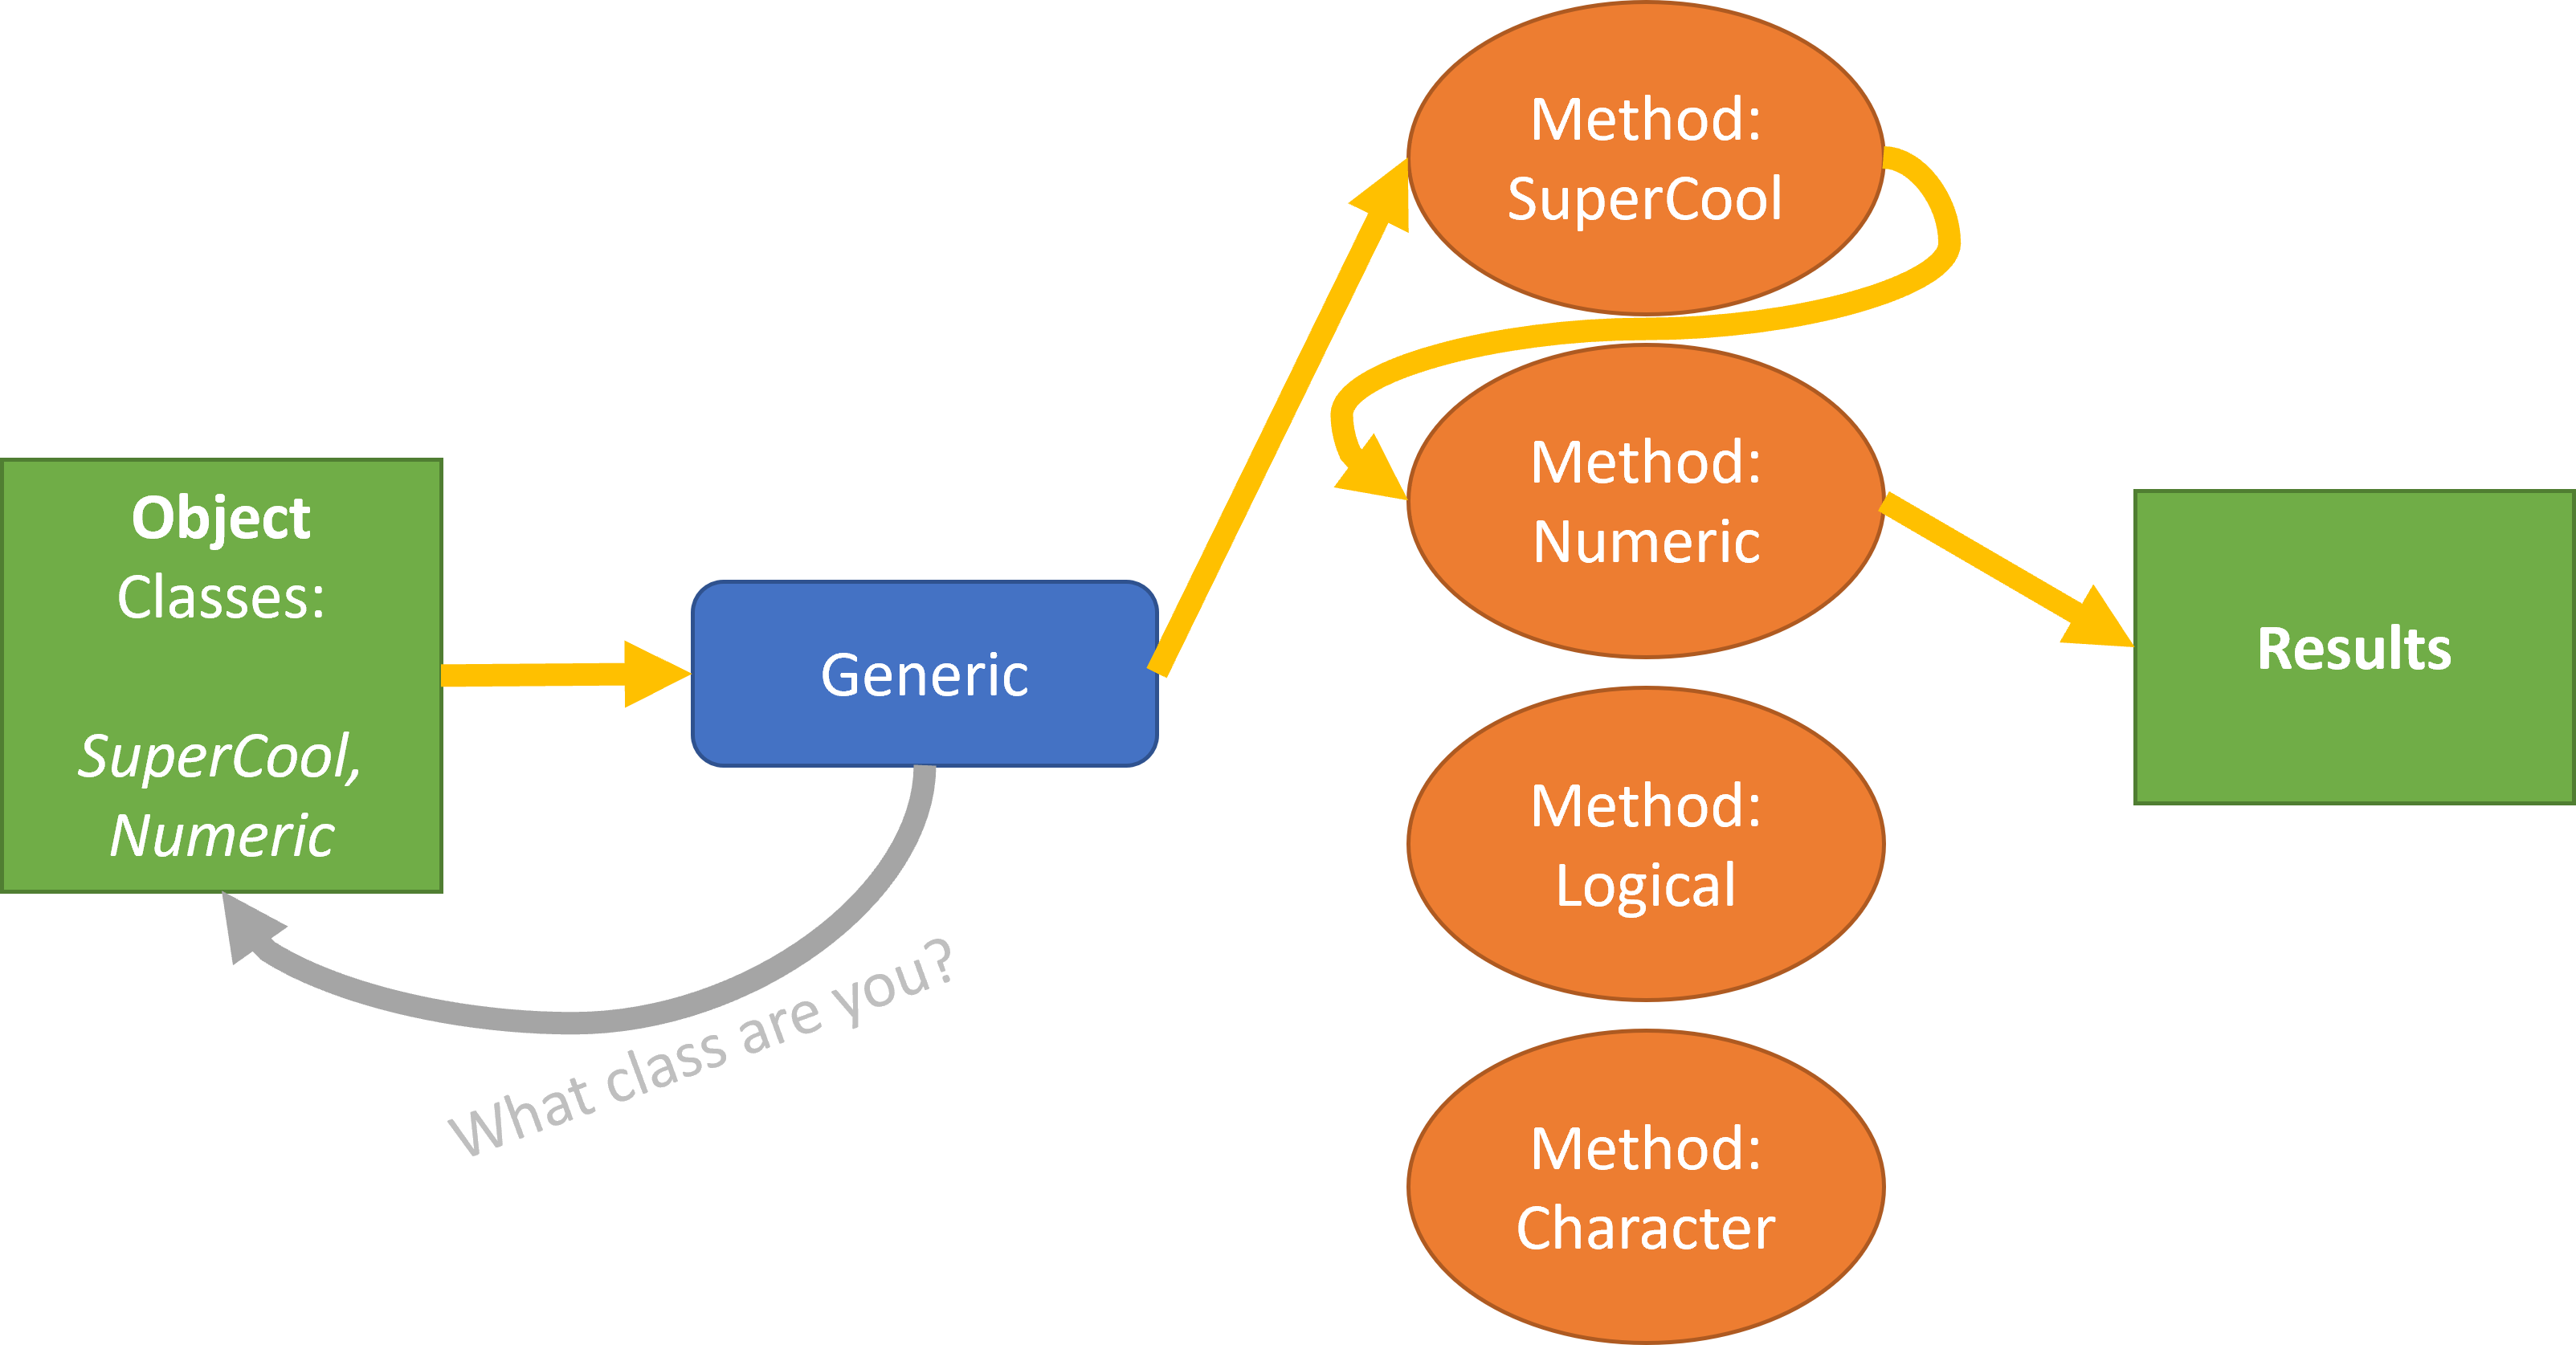 Object
Classes:
SuperCool,
Numeric
Generic
What class are you?
Method:
SuperCool
Method:
Numeric
Method:
Logical
Method:
Character
Results